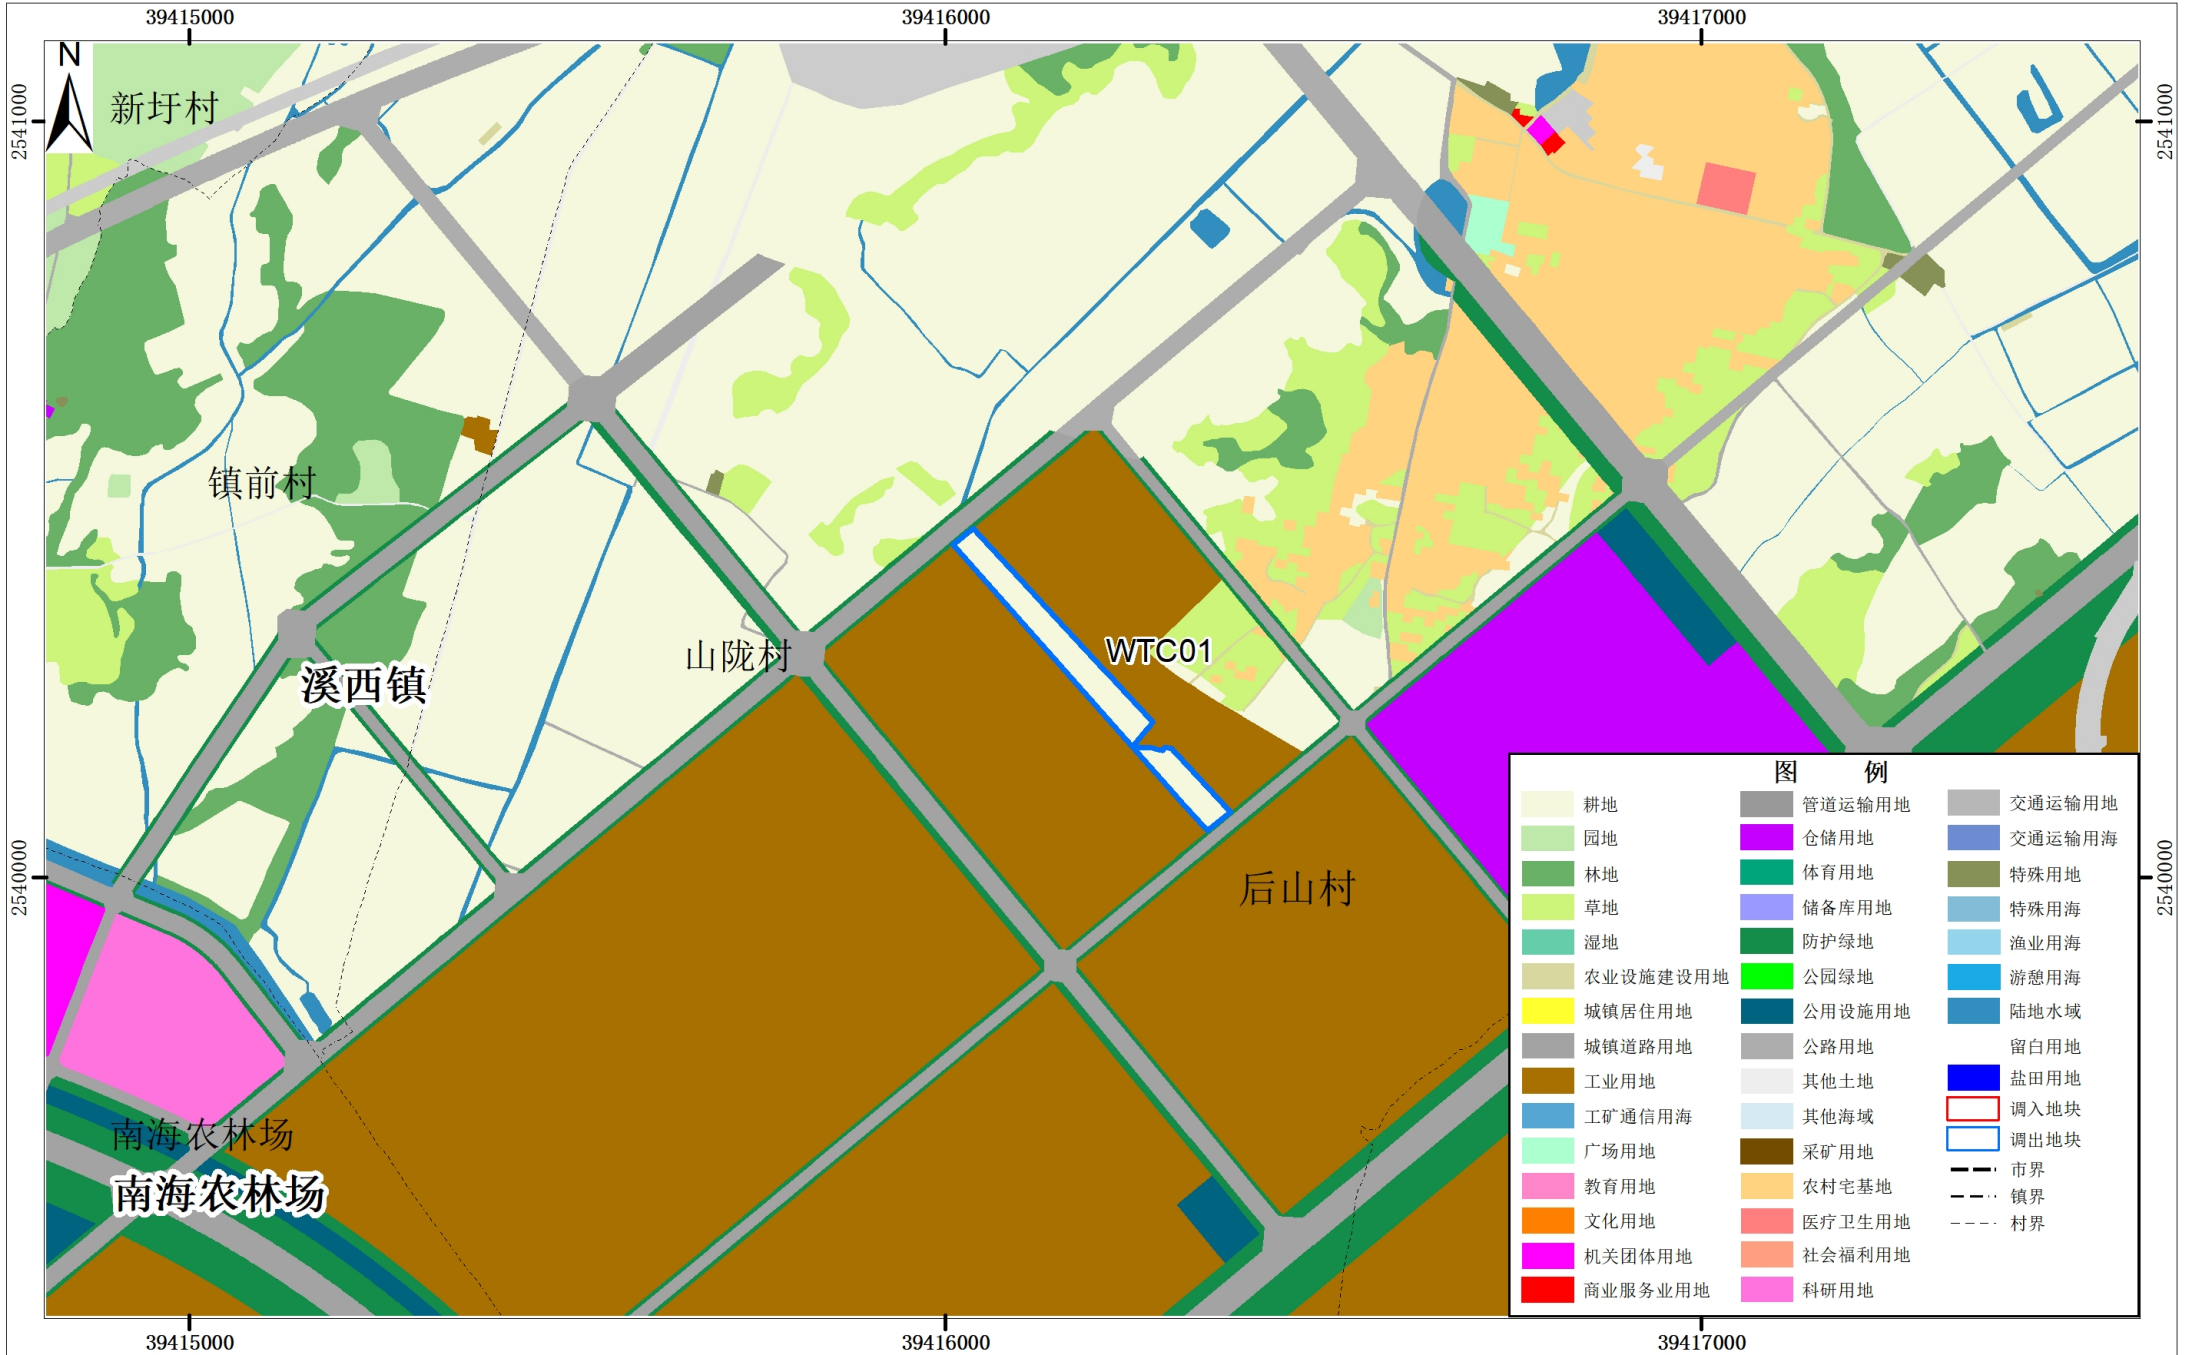 39415000
39416000
39417000
N
2541000
2541000
新圩村
镇前村
WTC01
山陇村
溪西镇
2540000
2540000
后山村
南海农林场
南海农林场
图 例
耕地
园地
林地
草地
湿地
农业设施建设用地
城镇居住用地
城镇道路用地
工业用地
工矿通信用海
广场用地
教育用地
文化用地
机关团体用地
商业服务业用地
管道运输用地
仓储用地
体育用地
储备库用地
防护绿地
公园绿地
公用设施用地
公路用地
其他土地
其他海域
采矿用地
农村宅基地
医疗卫生用地
社会福利用地
科研用地
交通运输用地
交通运输用海
特殊用地
特殊用海
渔业用海
游憩用海
陆地水域
留白用地
盐田用地
调入地块
调出地块
市界
镇界
村界
39415000
39416000
39417000